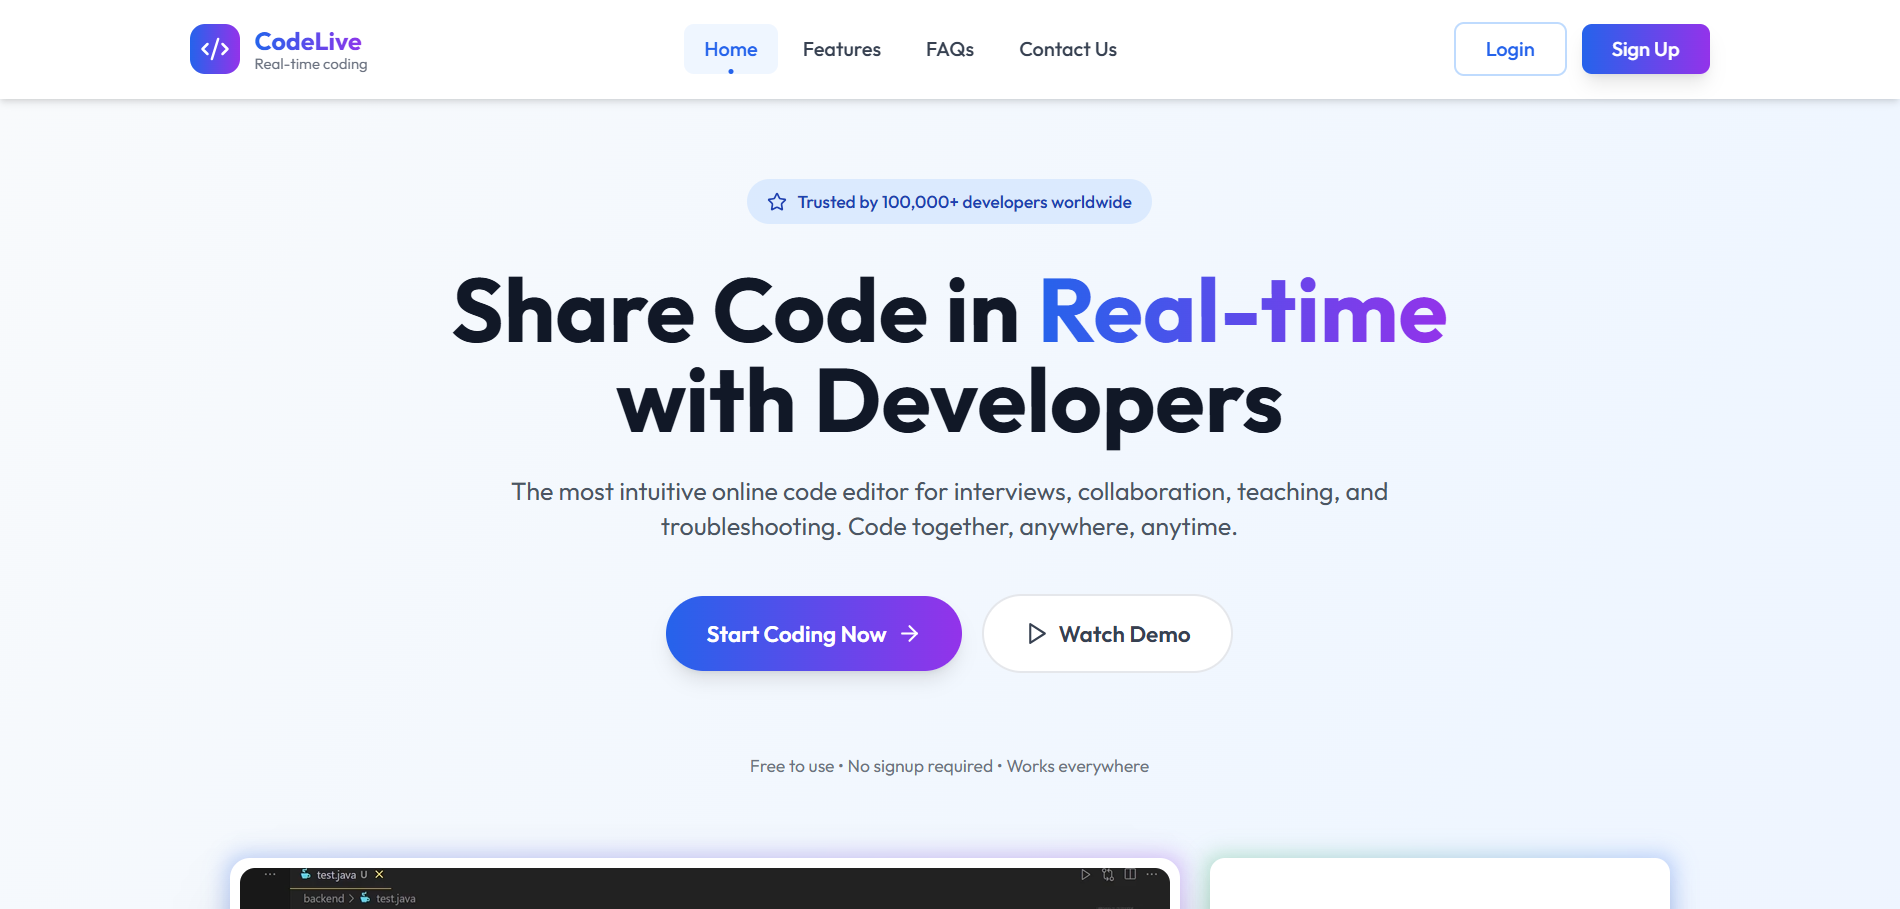 CodeLive
Real-time coding
Home
Features
FAQs
Contact Us
Login
Sign Up
Trusted by 100,000+ developers worldwide
Share Code in Real-time
with Developers
The most intuitive online code editor for interviews, collaboration, teaching, and
troubleshooting. Code together, anywhere, anytime.
Start Coding Now
Watch Demo
Free to use • No signup required • Works everywhere
test.java U
backend > test.java